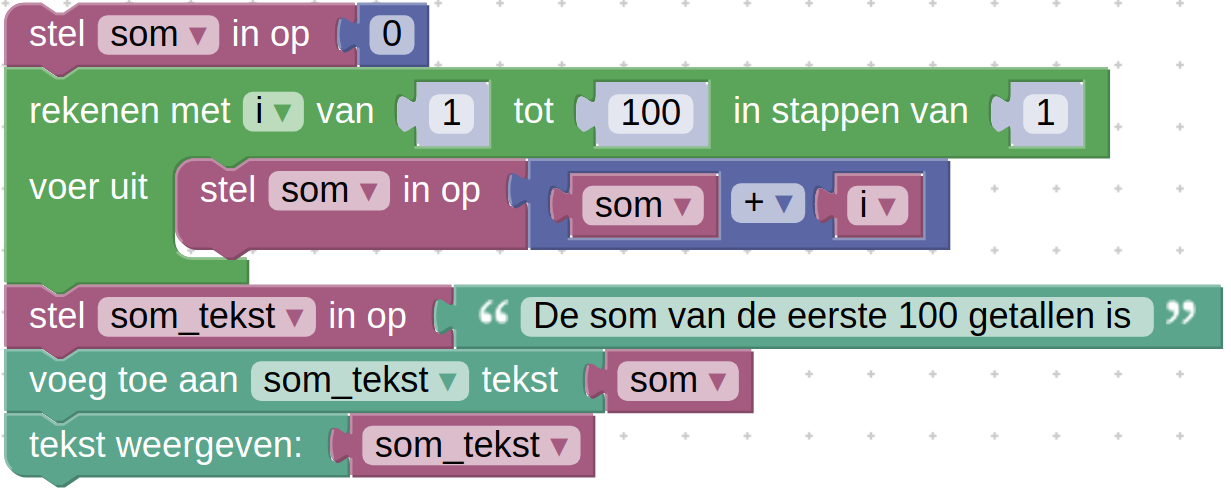 stel som ▾ in op 0
rekenen met i ▾ van 1 tot 100 in stappen van 1
voer uit stel som ▾ in op som ▾ + ▾ i ▾
stel som_tekst ▾ in op “ De som van de eerste 100 getallen is ”
voeg toe aan som_tekst ▾ tekst som ▾
tekst weergeven: som_tekst ▾